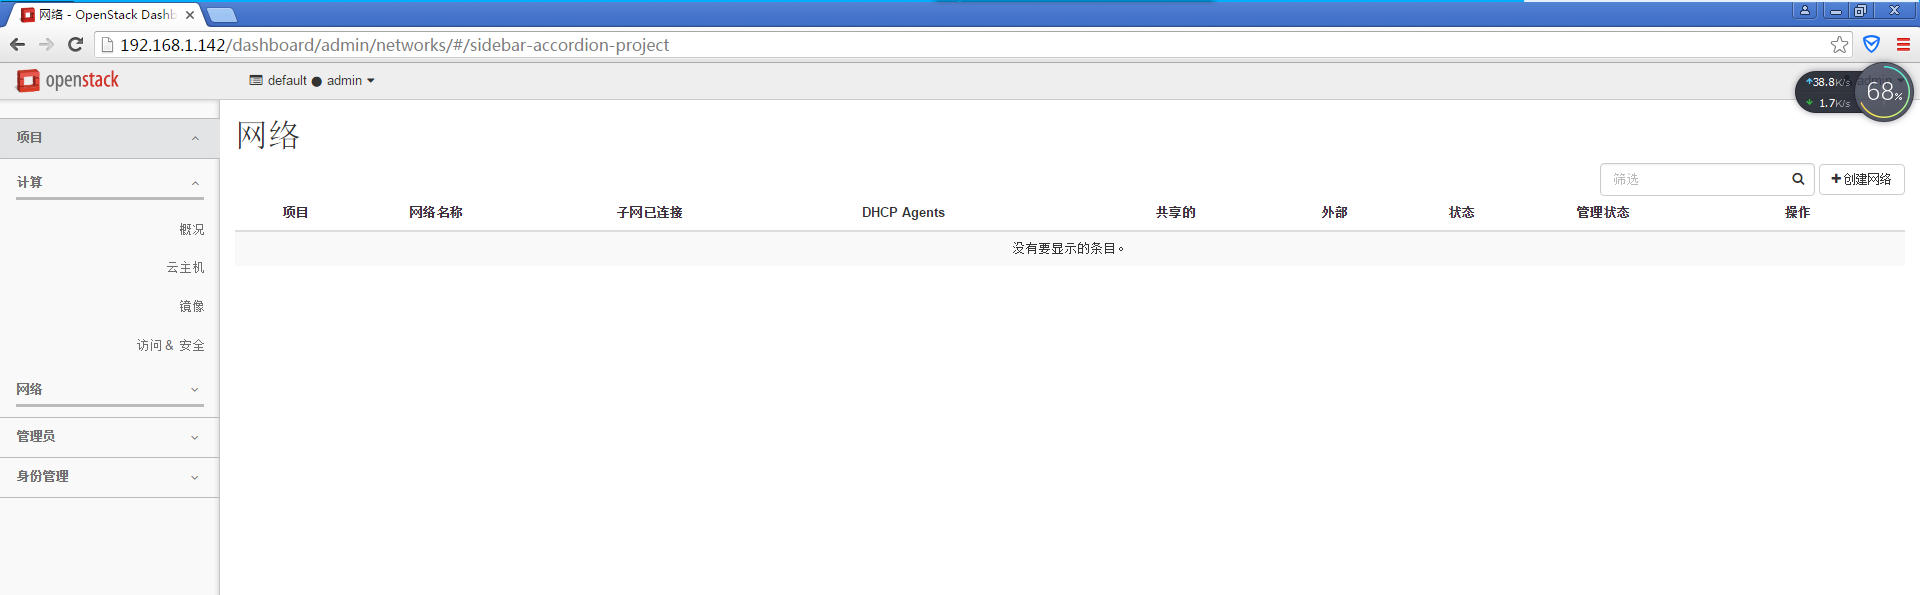 网络 - OpenStack Dashb
192.168.1.142/dashboard/admin/networks/#/sidebar-accordion-project
openstack
default ● admin
38.8K/s
1.7K/s
68%
项目
计算
概况
云主机
镜像
访问 & 安全
网络
管理员
身份管理
网络
筛选
创建网络
项目 网络名称 子网已连接 DHCP Agents 共享的 外部 状态 管理状态 操作
没有要显示的条目。